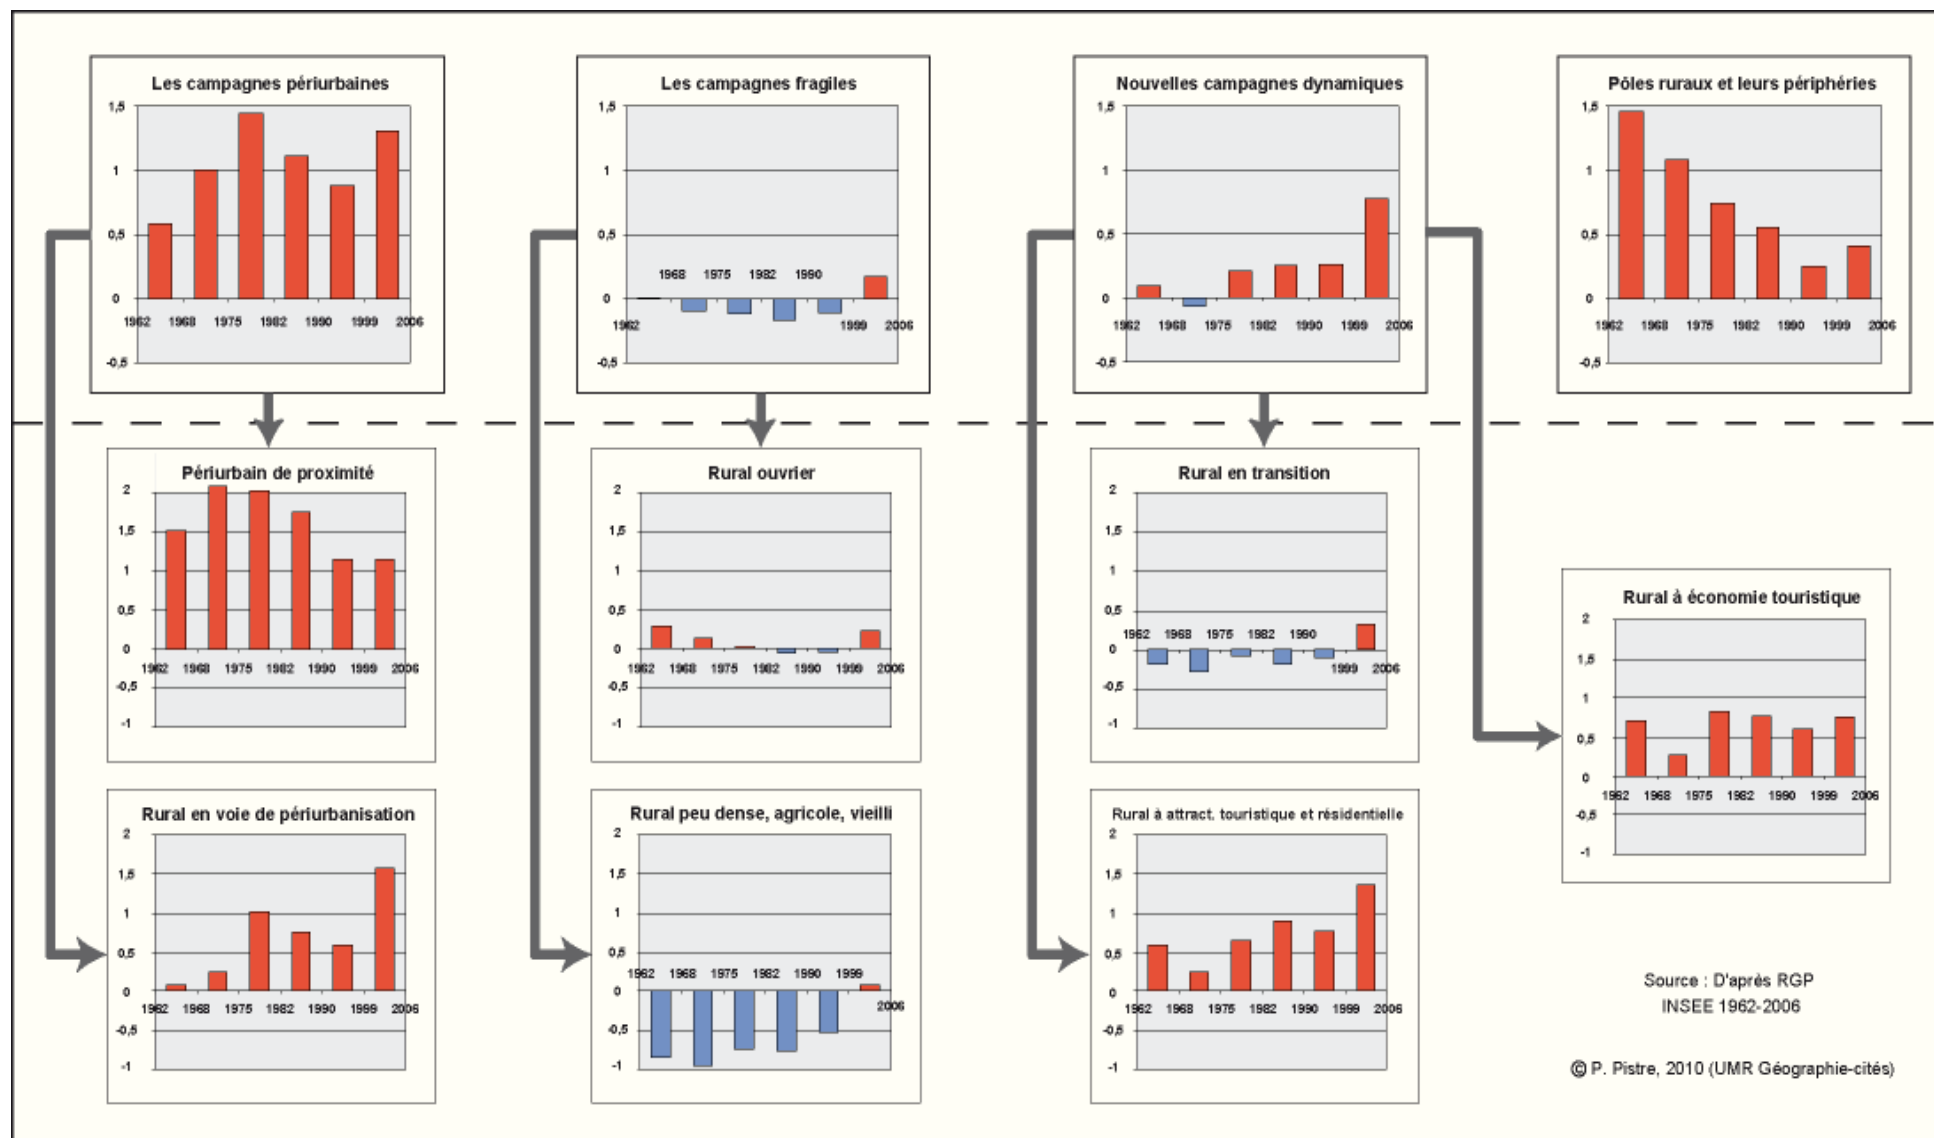 Les campagnes périurbaines
1,5
1
0,5
0
1962 1968 1975 1982 1990 1999 2006
-0,5
Les campagnes fragiles
1,5
1
0,5
1968 1975 1982 1990
0
1962 1999 2006
-0,5
Nouvelles campagnes dynamiques
1,5
1
0,5
0
1962 1968 1975 1982 1990 1999 2006
-0,5
Pôles ruraux et leurs périphéries
1,5
1
0,5
0
1962 1968 1975 1982 1990 1999 2006
-0,5
Périurbain de proximité
2
1,5
1
0,5
0
1962 1968 1975 1982 1990 1999 2006
-0,5
-1
Rural ouvrier
2
1,5
1
0,5
0
1962 1968 1975 1982 1990 1999 2006
-0,5
-1
Rural en transition
2
1,5
1
0,5
1962 1968 1975 1982 1990
0
1999 2006
-0,5
-1
Rural à économie touristique
2
1,5
1
0,5
0
1962 1968 1975 1982 1990 1999 2006
-0,5
-1
Rural en voie de périurbanisation
2
1,5
1
0,5
0
1962 1968 1975 1982 1990 1999 2006
-0,5
-1
Rural peu dense, agricole, vieilli
2
1,5
1
0,5
1962 1968 1975 1982 1990 1999
0
2006
-0,5
-1
Rural à attract. touristique et résidentielle
2
1,5
1
0,5
0
1962 1968 1975 1982 1990 1999 2006
-0,5
-1
Source : D'après RGP
INSEE 1962-2006
© P. Pistre, 2010 (UMR Géographie-cités)